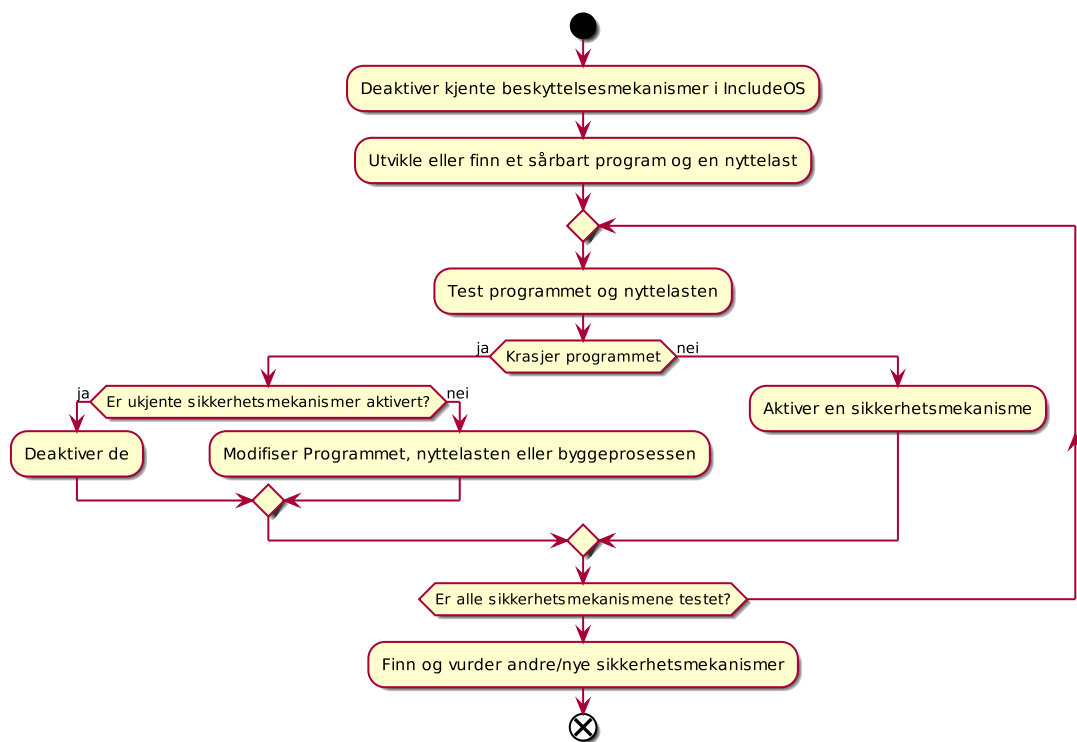 Deaktiver kjente beskyttelsesmekanismer i IncludeOS
Utvikle eller finn et sårbart program og en nyttelast
Test programmet og nyttelasten
ja
Krasjer programmet
nei
ja
Er ukjente sikkerhetsmekanismer aktivert?
nei
Aktiver en sikkerhetsmekanisme
Deaktiver de
Modifiser Programmet, nyttelasten eller byggeprosessen
Er alle sikkerhetsmekanismene testet?
Finn og vurder andre/nye sikkerhetsmekanismer